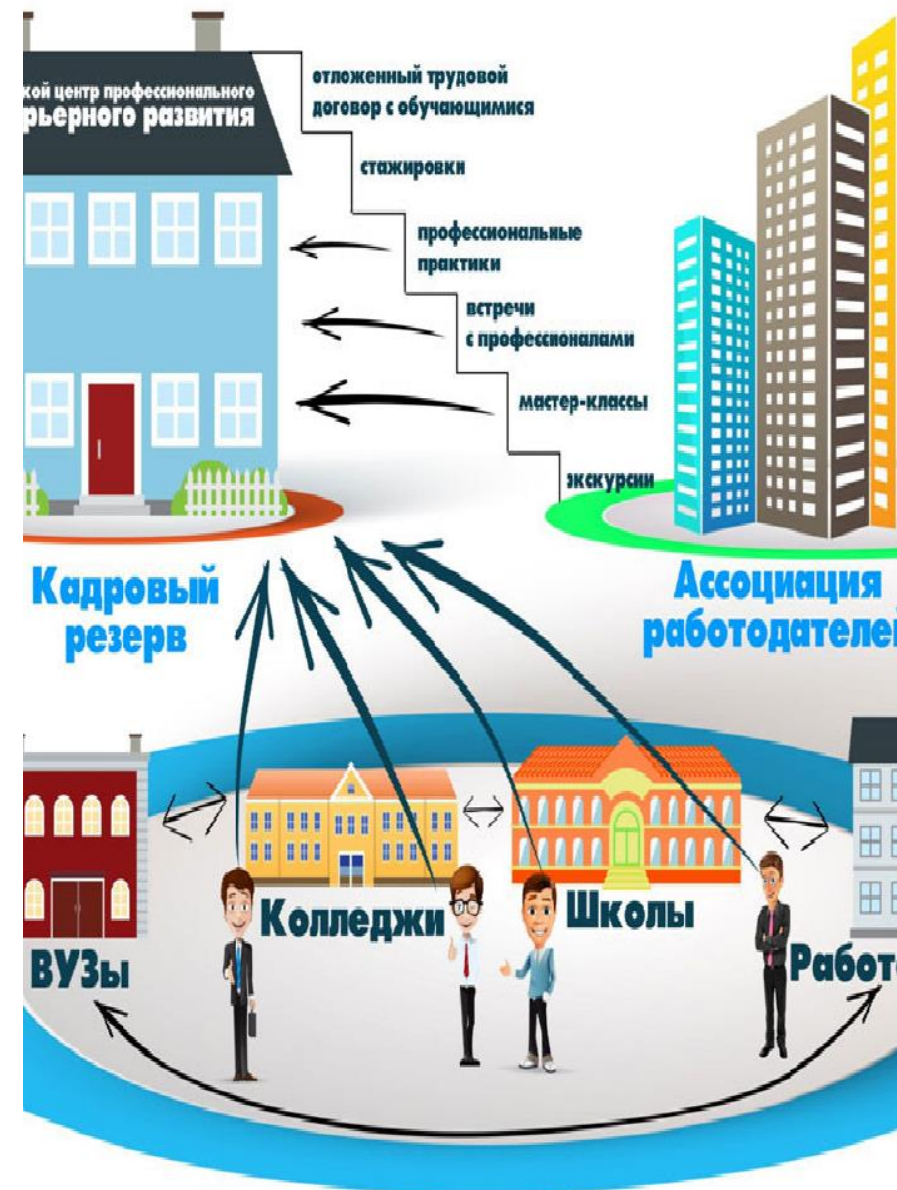 кой центр профессионального
рьерного развития
отложенный трудовой
договор с обучающимися
стажировки
профессиональные
практики
встречи
с профессионалами
мастер-классы
экскурсии
Кадровый
резерв
Ассоциация
работодателей
Колледжи
Школы
ВУЗы
Работ